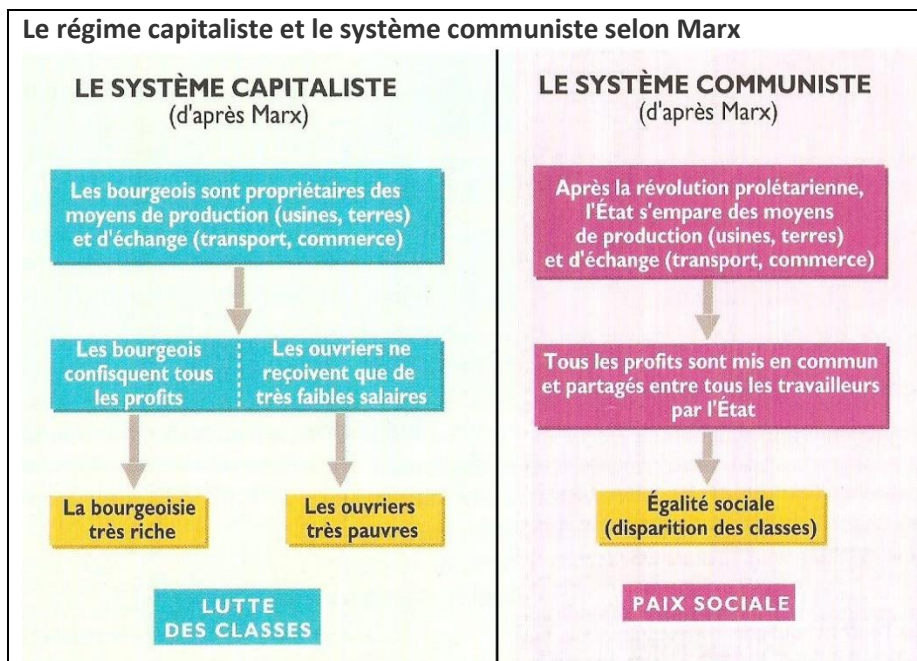 Le régime capitaliste et le système communiste selon Marx
LE SYSTÈME CAPITALISTE
(d'après Marx)
Les bourgeois sont propriétaires des
moyens de production (usines, terres)
et d'échange (transport, commerce)
Les bourgeois
confisquent tous
les profits
Les ouvriers ne
reçoivent que de
très faibles salaires
La bourgeoisie
très riche
Les ouvriers
très pauvres
LUTTE
DES CLASSES
LE SYSTÈME COMMUNISTE
(d'après Marx)
Après la révolution prolétarienne,
l'État s'empare des moyens
de production (usines, terres)
et d'échange (transport, commerce)
Tous les profits sont mis en commun
et partagés entre tous les travailleurs
par l'État
Égalité sociale
(disparition des classes)
PAIX SOCIALE